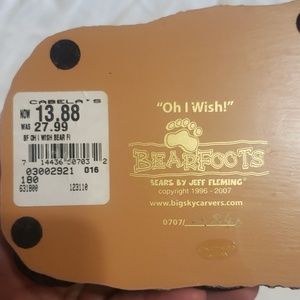 CABELA'S
NOW 13.88
WAS 27.99
BF OH I WISH BEAR FI
7 14436 50703 2
03002921 016
180
631800 123110
"Oh I Wish!"
BEARFOOTS
BEARS BY JEFF FLEMING®
copyright 1996 - 2007
www.bigskycarvers.com
0707/